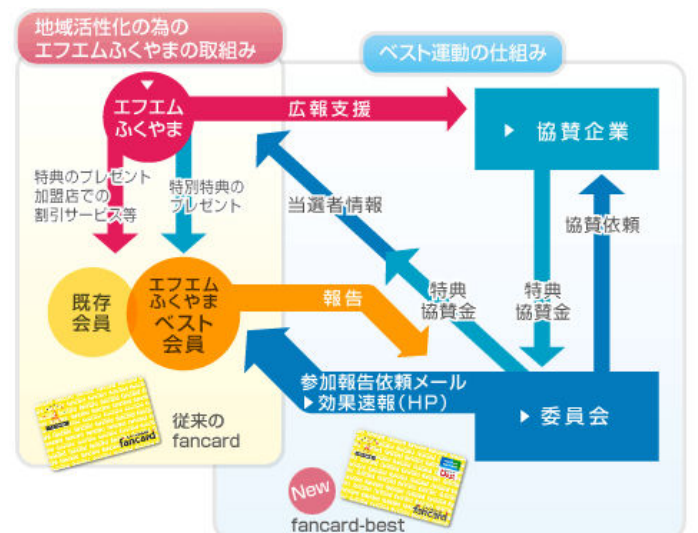 地域活性化の為の
エフエムふくやまの取組み
ベスト運動の仕組み
エフエム
ふくやま
広報支援
協賛企業
特典のプレゼント
加盟店での
割引サービス等
特別特典の
プレゼント
当選者情報
協賛依頼
既存
会員
エフエム
ふくやま
ベスト
会員
報告
特典
協賛金
特典
協賛金
参加報告依頼メール
▶効果速報(HP)
委員会
従来の
fancard
fancard
New
fancard
fancard-best